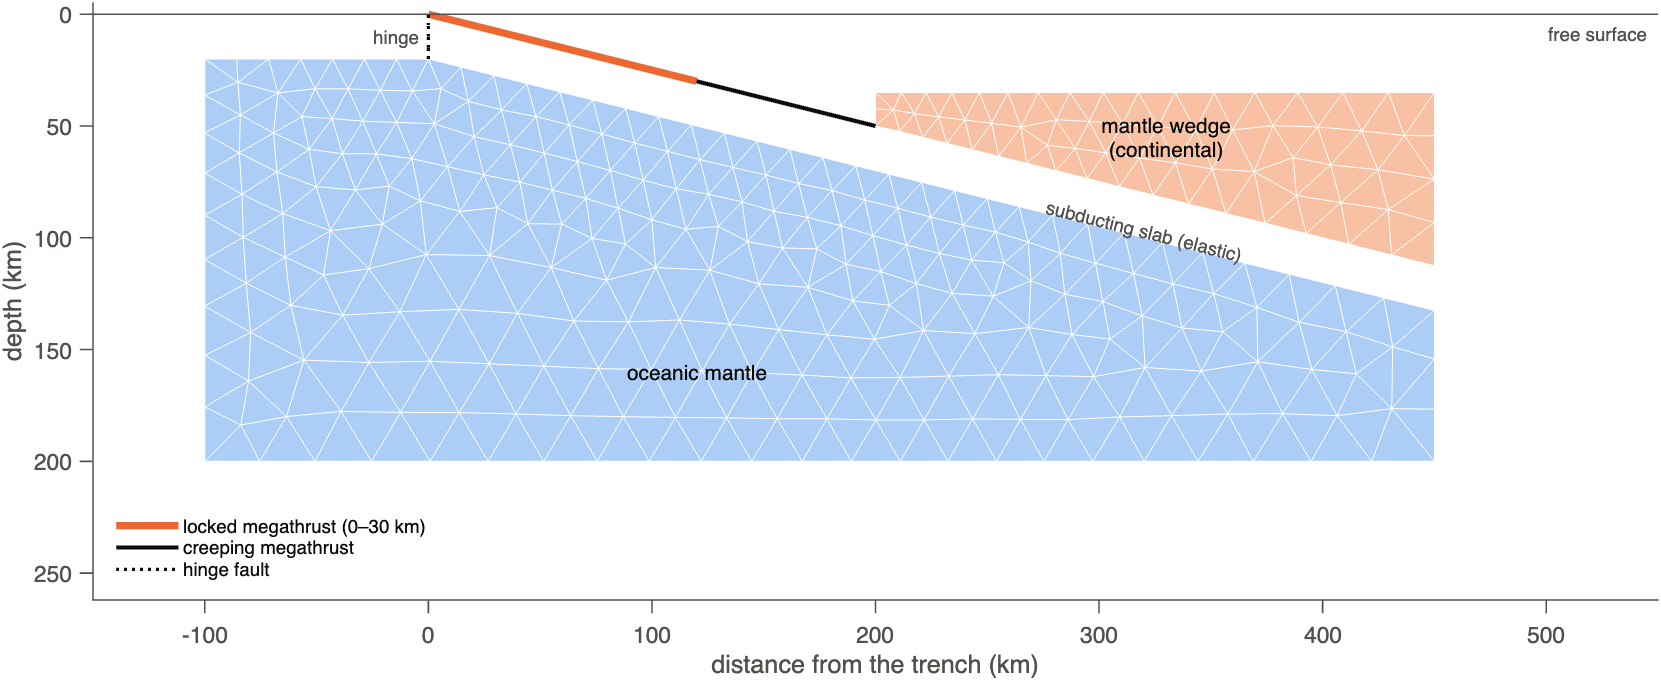 0
50
100
150
200
250
depth (km)
hinge
free surface
mantle wedge
(continental)
subducting slab (elastic)
oceanic mantle
locked megathrust (0–30 km)
creeping megathrust
hinge fault
-100
0
100
200
300
400
500
distance from the trench (km)